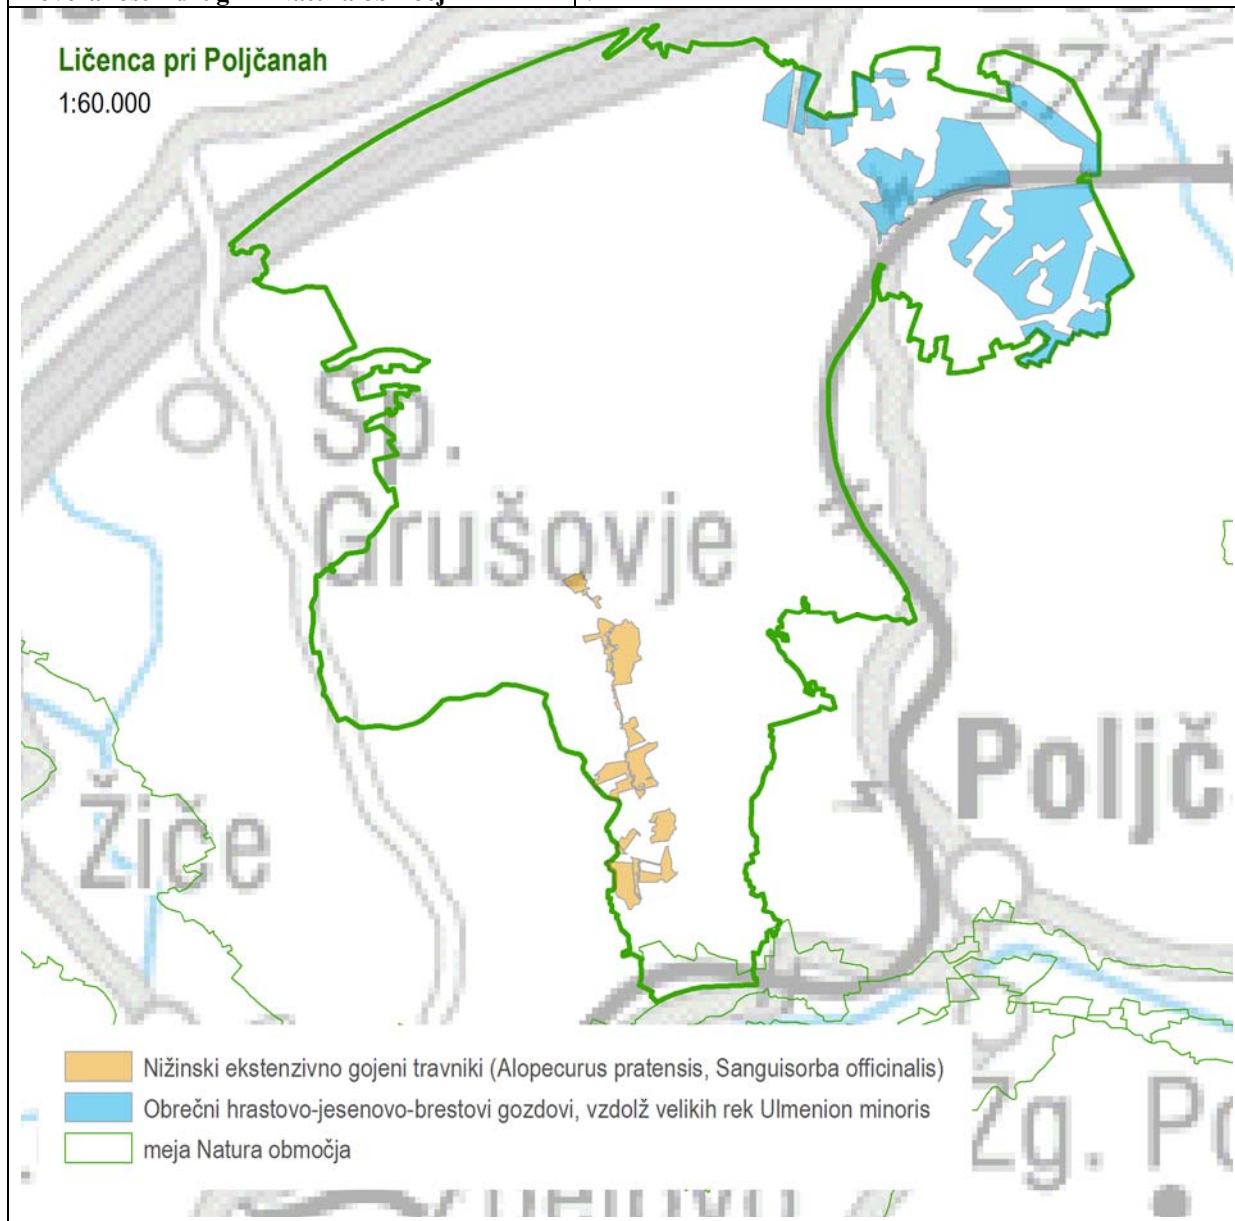 Ličenca pri Poljčanah
1:60.000
274
Sp.
Grušovje
Poljč
Žiče
Nižinski ekstenzivno gojeni travniki (Alopecurus pratensis, Sanguisorba officinalis)
Obrečni hrastovo-jesenovo-brestovi gozdovi, vzdolž velikih rek Ulmenion minoris
meja Natura območja
Zg. Po